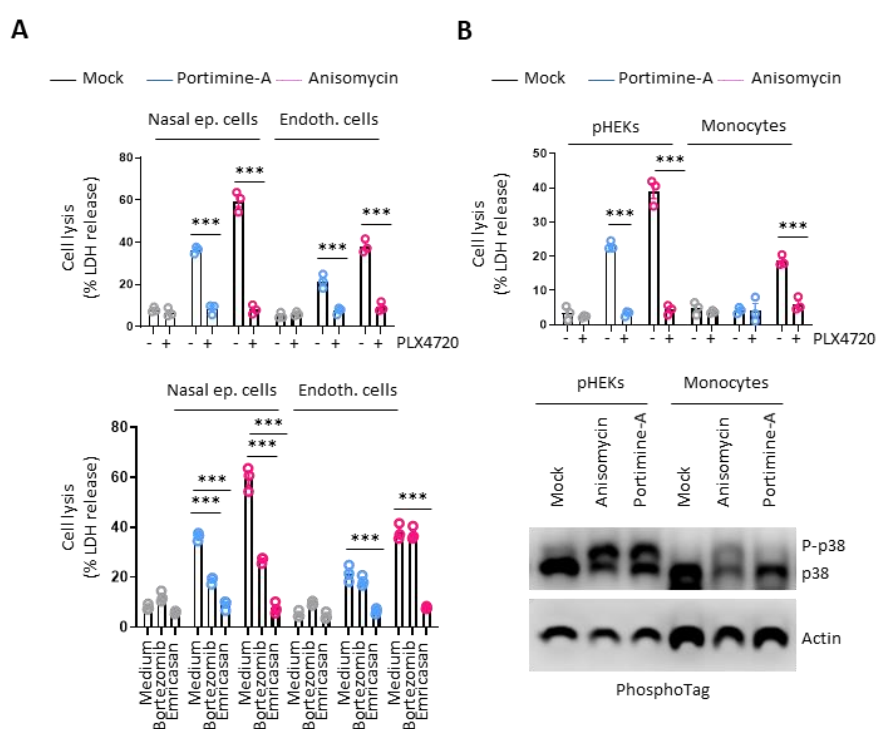 A
Mock Portimine-A Anisomycin
Nasal ep. cells Endoth. cells
Cell lysis
(% LDH release)
80
60
40
20
0
*** *** *** ***
- + - + - + - + - + - + PLX4720
Nasal ep. cells Endoth. cells
Cell lysis
(% LDH release)
80
60
40
20
0
***
***
***
***
***
***
Medium
Bortezomib
Emricasan
Medium
Bortezomib
Emricasan
Medium
Bortezomib
Emricasan
Medium
Bortezomib
Emricasan
Medium
Bortezomib
Emricasan
Medium
Bortezomib
Emricasan
B
Mock Portimine-A Anisomycin
pHEKs Monocytes
Cell lysis
(% LDH release)
50
40
30
20
10
0
*** *** ***
- + - + - + - + - + - + PLX4720
pHEKs Monocytes
Mock
Anisomycin
Portimine-A
Mock
Anisomycin
Portimine-A
P-p38
p38
Actin
PhosphoTag